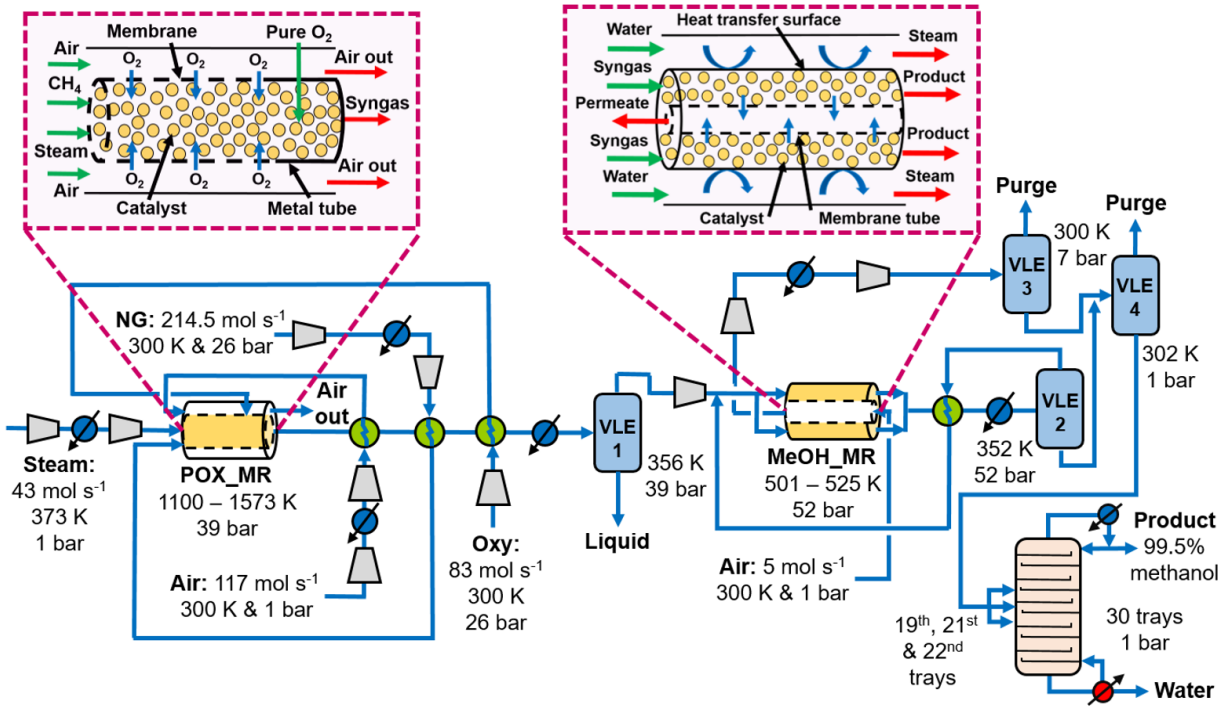 Membrane
Pure O₂
Air
O₂ O₂ O₂
Air out
CH₄
Syngas
Steam
Air out
Air
O₂ O₂ O₂
Catalyst
Metal tube
Heat transfer surface
Water
Steam
Syngas
Product
Permeate
Syngas
Product
Water
Steam
Catalyst
Membrane tube
NG: 214.5 mol s⁻¹
300 K & 26 bar
Air
out
Steam:
43 mol s⁻¹
373 K
1 bar
POX_MR
1100 – 1573 K
39 bar
Air: 117 mol s⁻¹
300 K & 1 bar
Oxy:
83 mol s⁻¹
300 K
26 bar
VLE
1
356 K
39 bar
Liquid
MeOH_MR
501 – 525 K
52 bar
Air: 5 mol s⁻¹
300 K & 1 bar
Purge
VLE
3
300 K
7 bar
Purge
VLE
4
302 K
1 bar
VLE
2
352 K
52 bar
Product
99.5%
methanol
19th, 21st
& 22nd
trays
30 trays
1 bar
Water